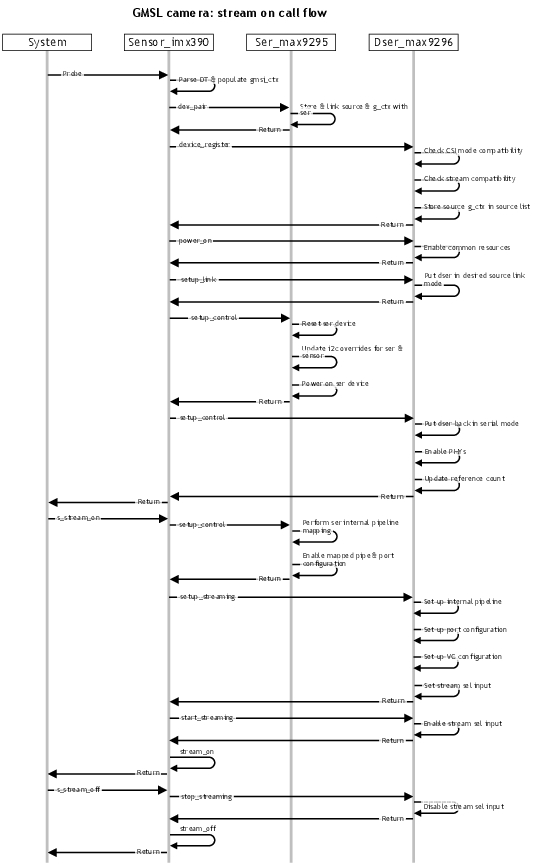 GMSL camera: stream on call flow
System
Sensor_imx390
Ser_max9295
Dser_max9296
Probe
Parse DT & populate gmsl_ctx
dev_pair
Store & link source & g_ctx with
ser
Return
device_register
Check CSI mode compatibility
Check stream compatibility
Store source g_ctx in source list
Return
power_on
Enable common resources
Return
setup_link
Put dser in desired source link
mode
Return
setup_control
Reset ser device
Update i2c overrides for ser &
sensor
Power on ser device
Return
setup_control
Put dser back in serial mode
Enable PHYs
Update reference count
Return
Return
s_stream_on
setup_control
Perform ser internal pipeline
mapping
Enable mapped pipe & port
configuration
Return
setup_streaming
Set up internal pipeline
Set up port configuration
Set up VC configuration
Set stream sel input
Return
start_streaming
Enable stream sel input
Return
stream_on
Return
s_stream_off
stop_streaming
Disable stream sel input
Return
stream_off
Return